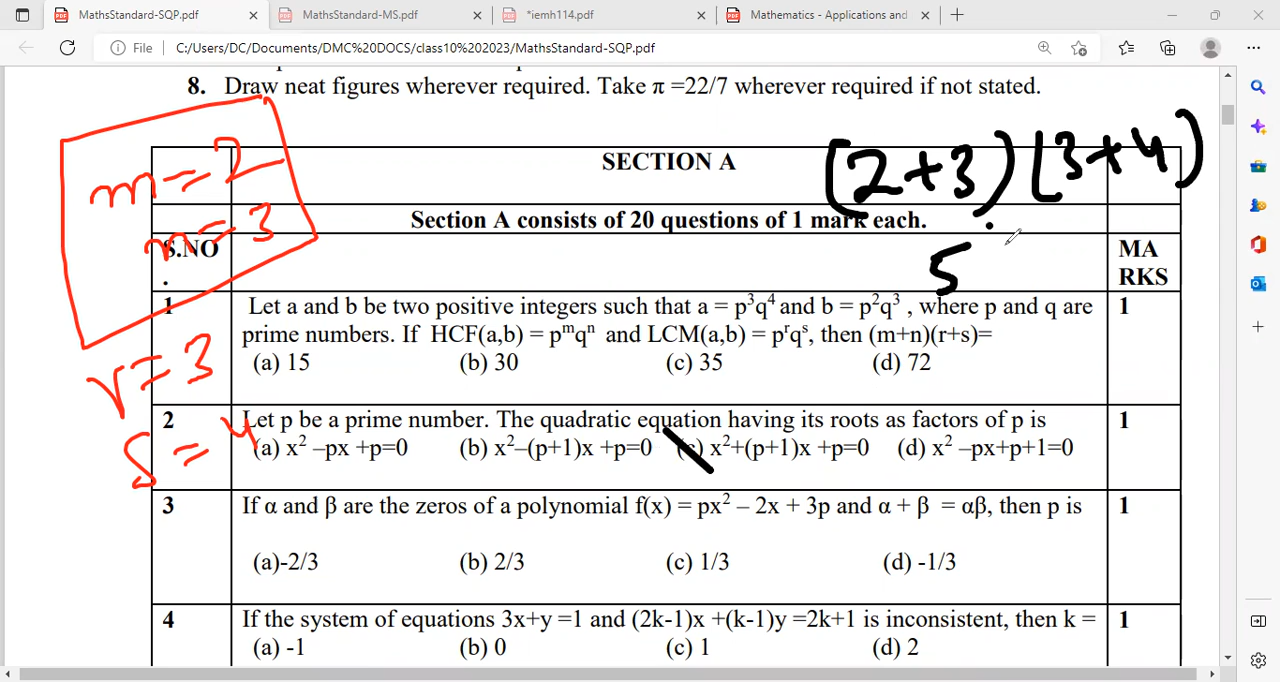 MathsStandard-SQP.pdf
MathsStandard-MS.pdf
*iemh114.pdf
Mathematics - Applications and
File C:/Users/DC/Documents/DMC%20DOCS/class10%202023/MathsStandard-SQP.pdf
8. Draw neat figures wherever required. Take π =22/7 wherever required if not stated.
m = 2
n = 3
r = 3
s = 4
(2+3)(3+4)
5 .
SECTION A
Section A consists of 20 questions of 1 mark each.
S.NO
.
MA
RKS
1 Let a and b be two positive integers such that a = p³q⁴ and b = p²q³ , where p and q are 1
prime numbers. If HCF(a,b) = pᵐqⁿ and LCM(a,b) = pʳqˢ, then (m+n)(r+s)=
(a) 15 (b) 30 (c) 35 (d) 72
2 Let p be a prime number. The quadratic equation having its roots as factors of p is 1
(a) x² –px +p=0 (b) x²–(p+1)x +p=0 (c) x²+(p+1)x +p=0 (d) x² –px+p+1=0
3 If α and β are the zeros of a polynomial f(x) = px² – 2x + 3p and α + β = αβ, then p is 1
(a)-2/3 (b) 2/3 (c) 1/3 (d) -1/3
4 If the system of equations 3x+y =1 and (2k-1)x +(k-1)y =2k+1 is inconsistent, then k = 1
(a) -1 (b) 0 (c) 1 (d) 2